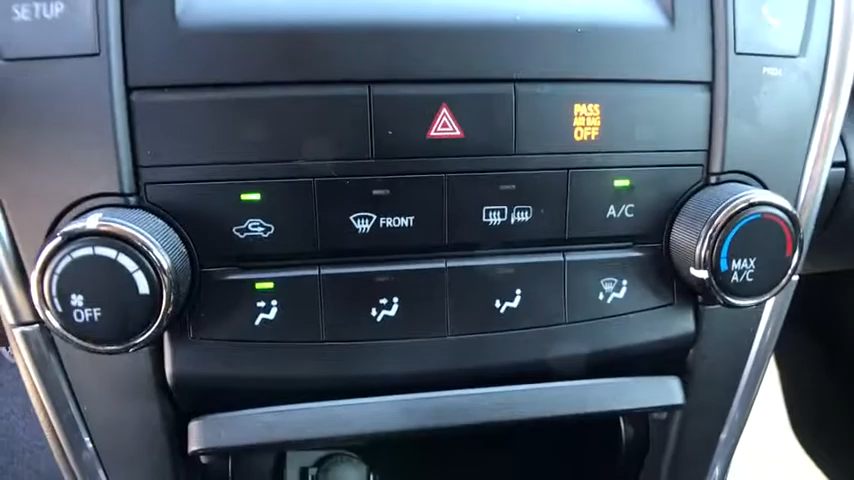 SETUP
PASS
AIR BAG
OFF
FRONT
A/C
OFF
MAX
A/C